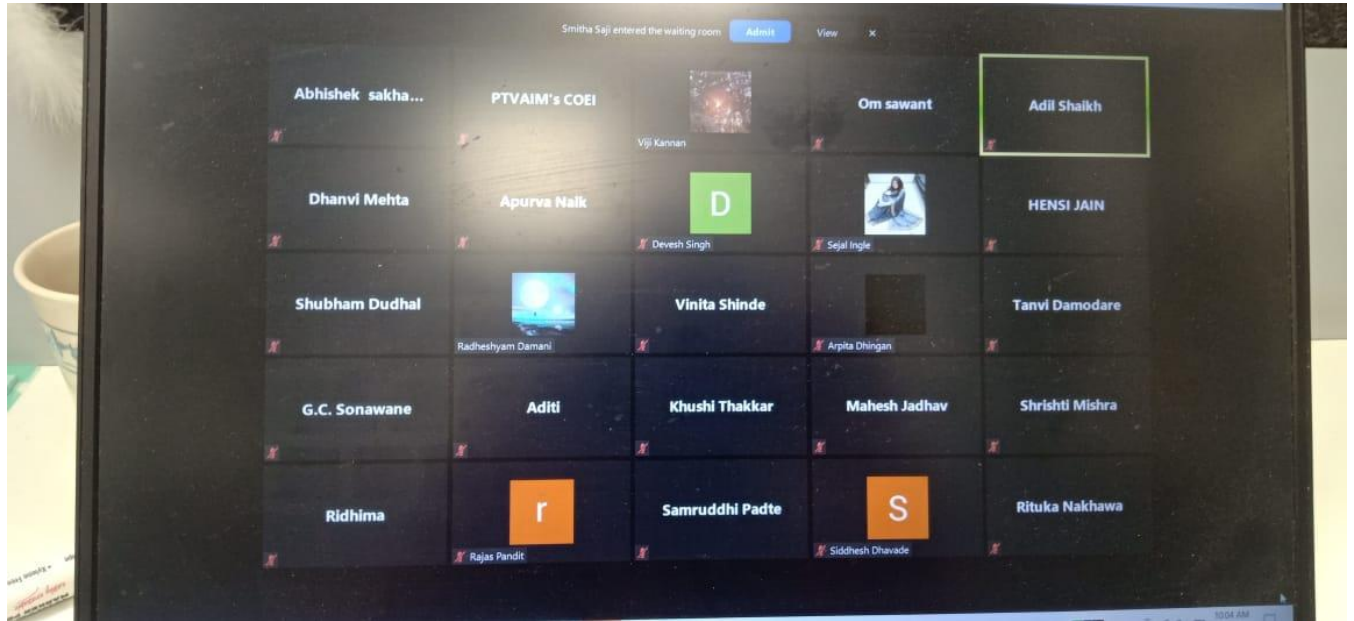 Smitha Saji entered the waiting room Admit View ×
Abhishek sakha... PTVAIM's COEI Viji Kannan Om sawant Adil Shaikh
Dhanvi Mehta Apurva Naik D Devesh Singh Sejal Ingle HENSI JAIN
Shubham Dudhal Radheshyam Damani Vinita Shinde Arpita Dhingan Tanvi Damodare
G.C. Sonawane Aditi Khushi Thakkar Mahesh Jadhav Shrishti Mishra
Ridhima r Rajas Pandit Samruddhi Padte S Siddhesh Dhavade Rituka Nakhawa
10:04 AM